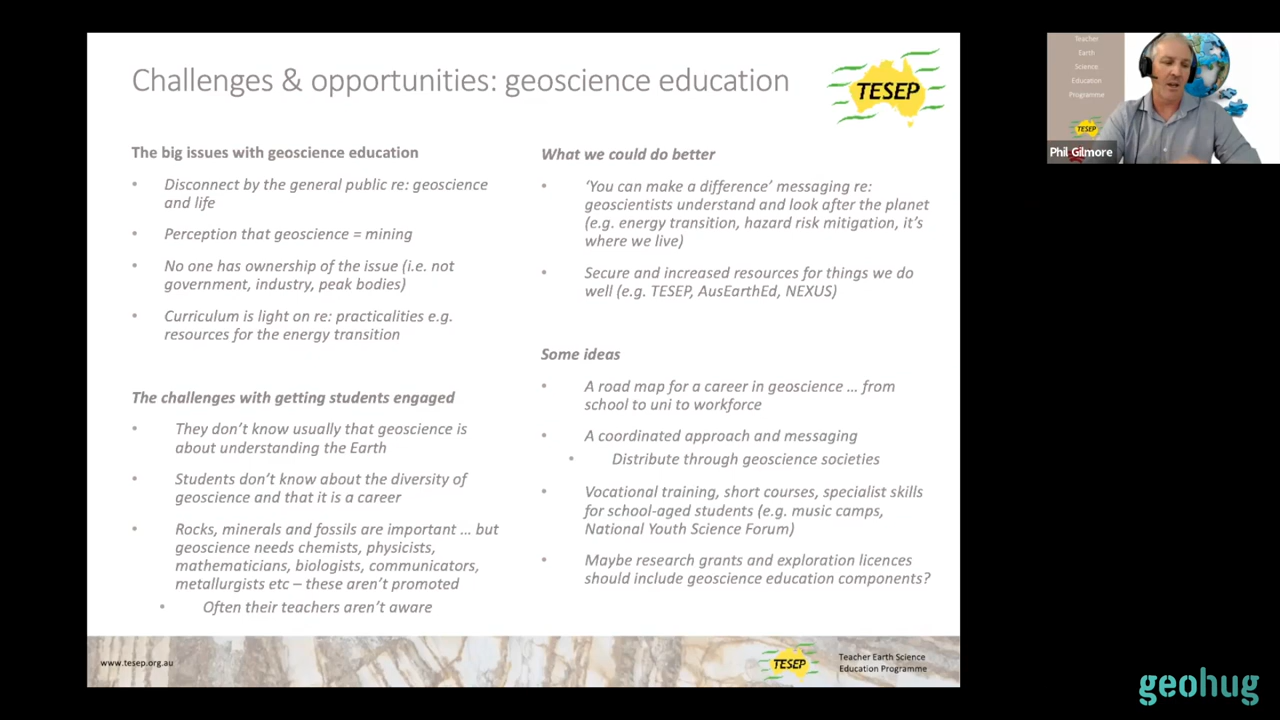 Challenges & opportunities: geoscience education
TESEP
The big issues with geoscience education
• Disconnect by the general public re: geoscience
and life
• Perception that geoscience = mining
• No one has ownership of the issue (i.e. not
government, industry, peak bodies)
• Curriculum is light on re: practicalities e.g.
resources for the energy transition
The challenges with getting students engaged
• They don't know usually that geoscience is
about understanding the Earth
• Students don't know about the diversity of
geoscience and that it is a career
• Rocks, minerals and fossils are important … but
geoscience needs chemists, physicists,
mathematicians, biologists, communicators,
metallurgists etc – these aren't promoted
• Often their teachers aren't aware
What we could do better
• 'You can make a difference' messaging re:
geoscientists understand and look after the planet
(e.g. energy transition, hazard risk mitigation, it's
where we live)
• Secure and increased resources for things we do
well (e.g. TESEP, AusEarthEd, NEXUS)
Some ideas
• A road map for a career in geoscience … from
school to uni to workforce
• A coordinated approach and messaging
• Distribute through geoscience societies
• Vocational training, short courses, specialist skills
for school-aged students (e.g. music camps,
National Youth Science Forum)
• Maybe research grants and exploration licences
should include geoscience education components?
www.tesep.org.au
TESEP
Teacher Earth Science
Education Programme
Teacher
Earth
Science
Education
Programme
TESEP
Phil Gilmore
geohug